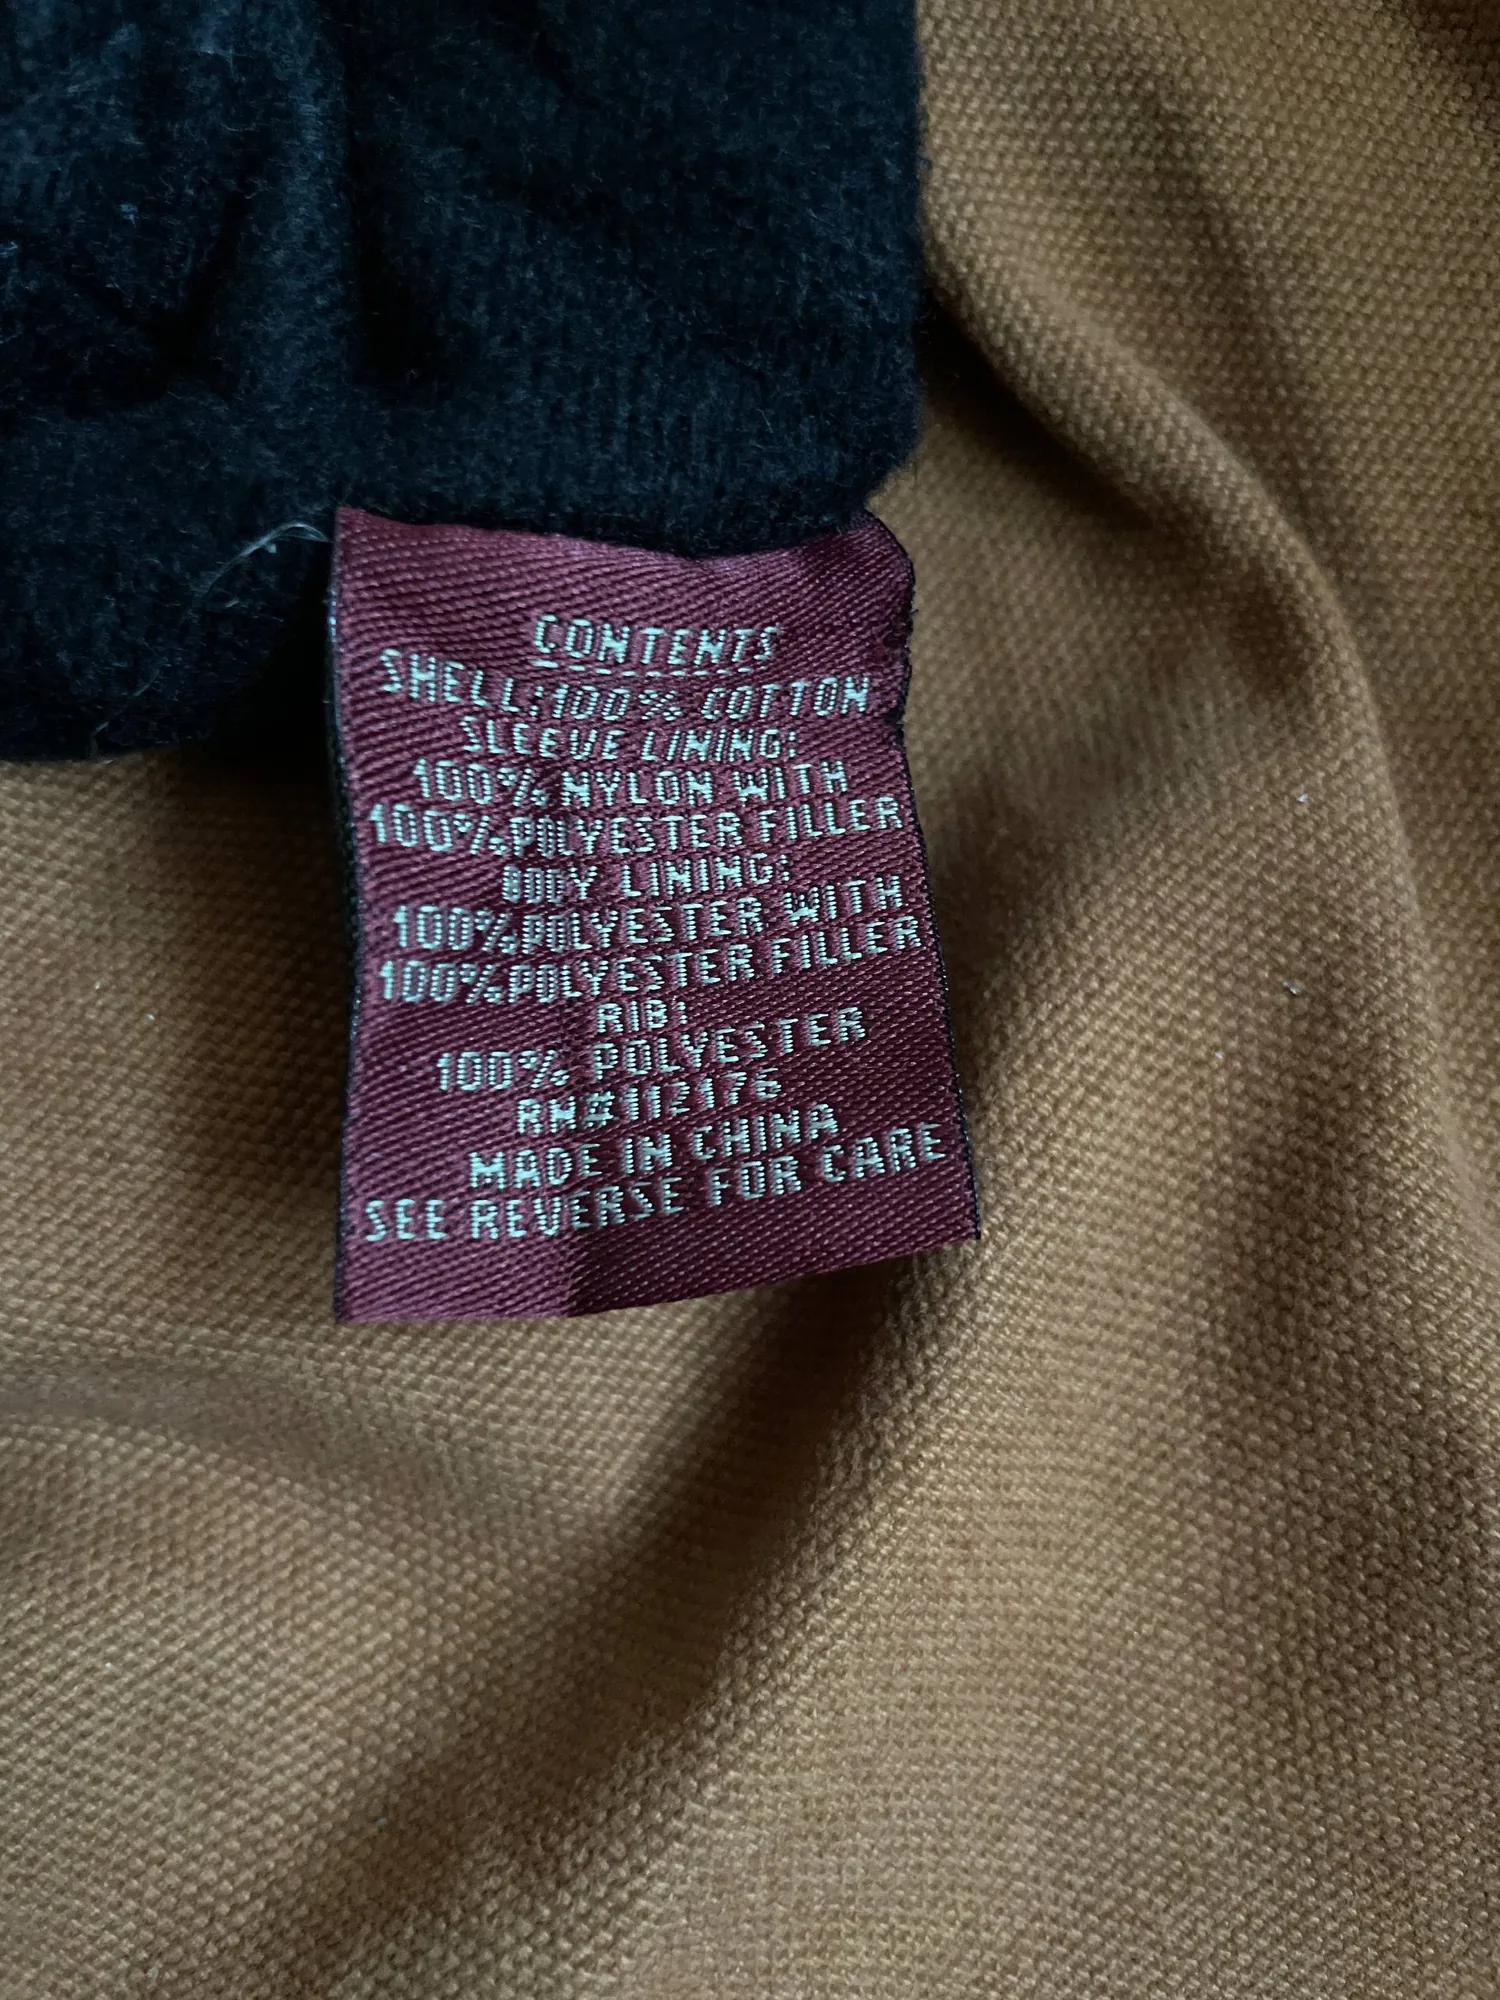 CONTENTS
SHELL:100% COTTON
SLEEVE LINING:
100% NYLON WITH
100%POLYESTER FILLER
BODY LINING:
100%POLYESTER WITH
100%POLYESTER FILLER
RIB:
100% POLYESTER
RN#112176
MADE IN CHINA
SEE REVERSE FOR CARE